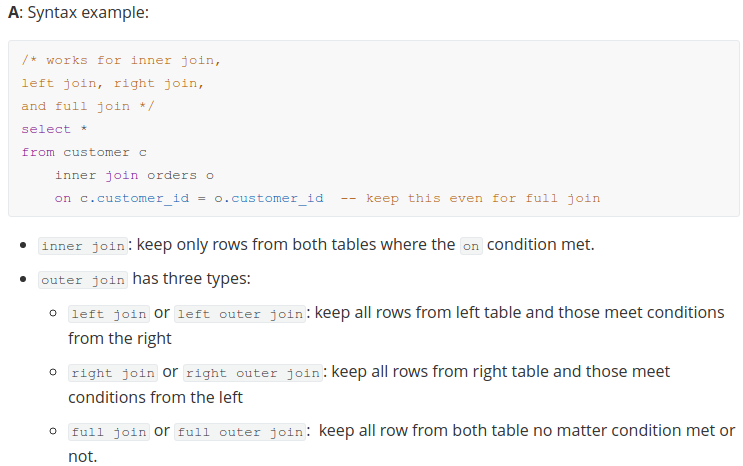 A: Syntax example:
/* works for inner join,
left join, right join,
and full join */
select *
from customer c
    inner join orders o
    on c.customer_id = o.customer_id  -- keep this even for full join
• inner join: keep only rows from both tables where the on condition met.
• outer join has three types:
◦ left join or left outer join: keep all rows from left table and those meet conditions
from the right
◦ right join or right outer join: keep all rows from right table and those meet
conditions from the left
◦ full join or full outer join: keep all row from both table no matter condition met or
not.